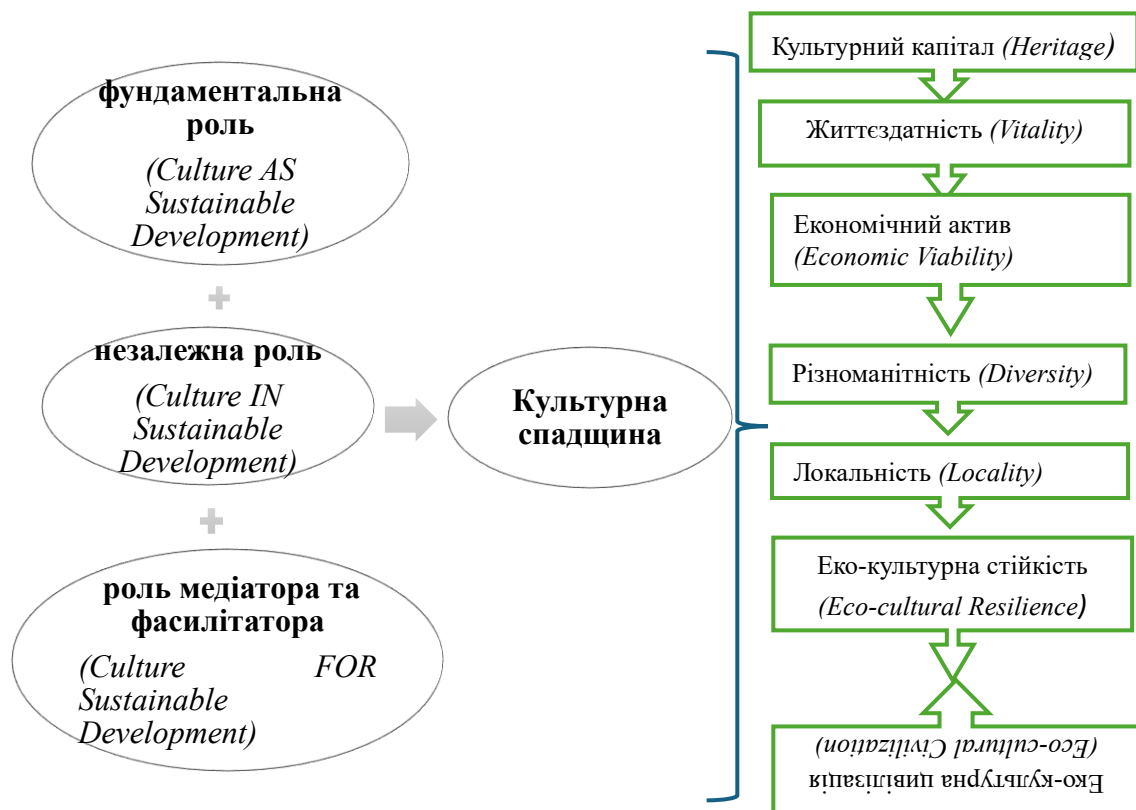 фундаментальна
роль
(Culture AS
Sustainable
Development)
незалежна роль
(Culture IN
Sustainable
Development)
роль медіатора та
фасилітатора
(Culture FOR
Sustainable
Development)
Культурна
спадщина
Культурний капітал (Heritage)
Життєздатність (Vitality)
Економічний актив
(Economic Viability)
Різноманітність (Diversity)
Локальність (Locality)
Еко-культурна стійкість
(Eco-cultural Resilience)
Еко-культурна цивілізація
(Eco-cultural Civilization)